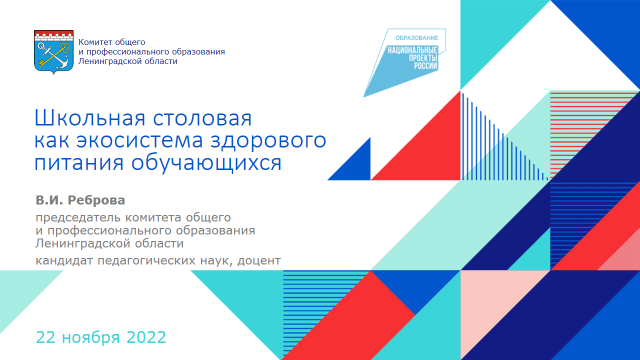 Комитет общего
и профессионального образования
Ленинградской области
ОБРАЗОВАНИЕ
НАЦИОНАЛЬНЫЕ
ПРОЕКТЫ
РОССИИ
Школьная столовая
как экосистема здорового
питания обучающихся
В.И. Реброва
председатель комитета общего
и профессионального образования
Ленинградской области
кандидат педагогических наук, доцент
22 ноября 2022